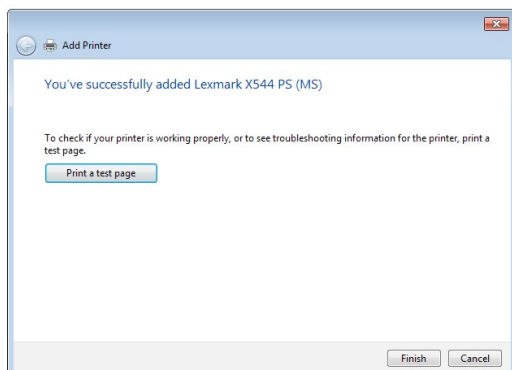 Add Printer
You've successfully added Lexmark X544 PS (MS)
To check if your printer is working properly, or to see troubleshooting information for the printer, print a
test page.
Print a test page
Finish Cancel